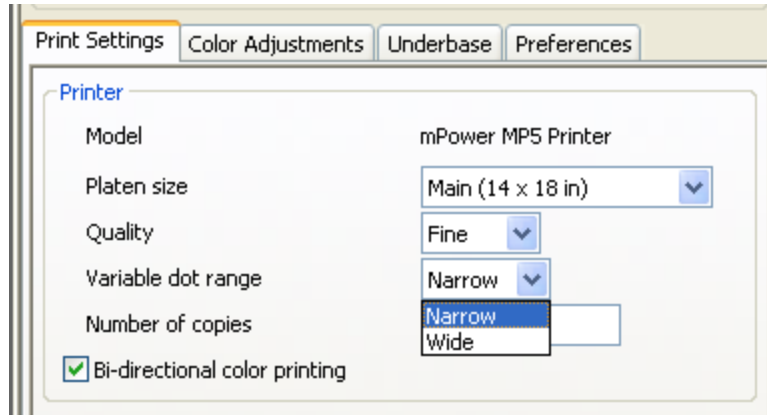 Print Settings Color Adjustments Underbase Preferences
Printer
Model mPower MP5 Printer
Platen size Main (14 x 18 in)
Quality Fine
Variable dot range Narrow
Number of copies Narrow
Wide
Bi-directional color printing